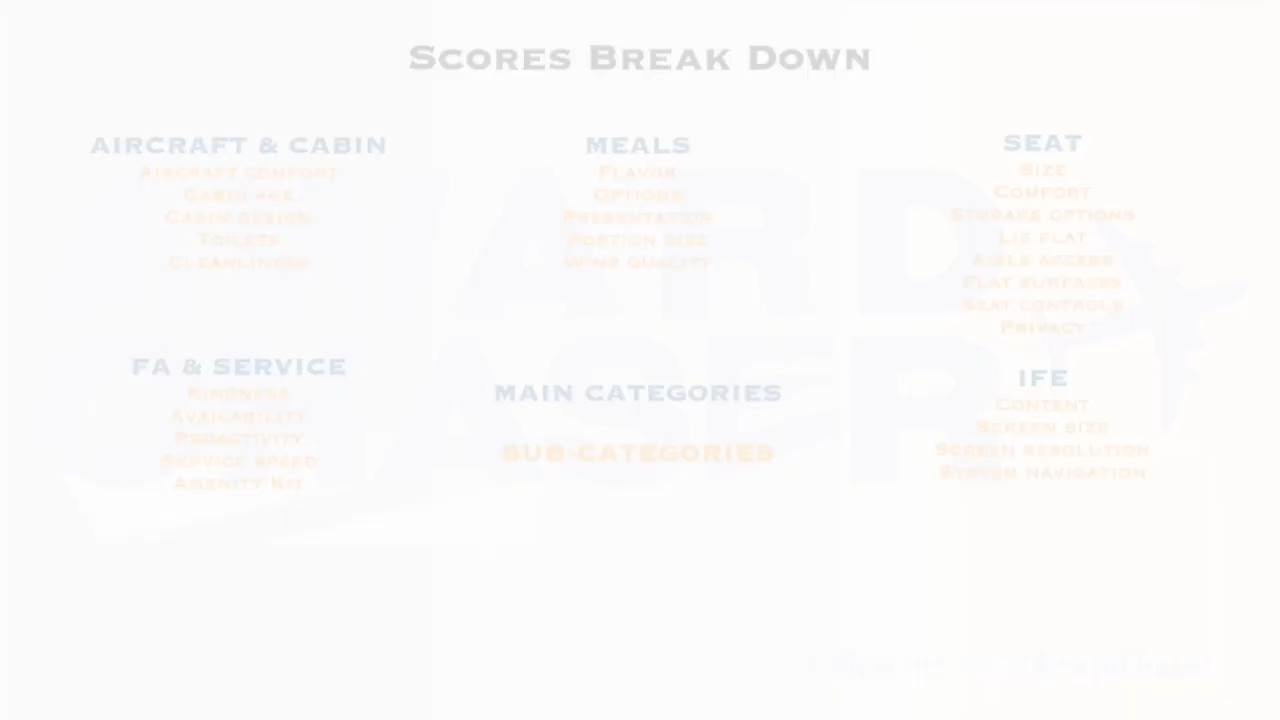 Scores Break Down
AIRCRAFT & CABIN
Aircraft comfort
Cabin age
Cabin design
Toilets
Cleanliness
MEALS
Flavor
Options
Presentation
Portion size
Wine quality
SEAT
Size
Comfort
Storage options
Lie flat
Aisle access
Flat surfaces
Seat controls
Privacy
FA & SERVICE
Kindness
Availability
Proactivity
Service speed
Amenity Kit
MAIN CATEGORIES
SUB-CATEGORIES
IFE
Content
Screen size
Screen resolution
System navigation
AWARD
CHASER